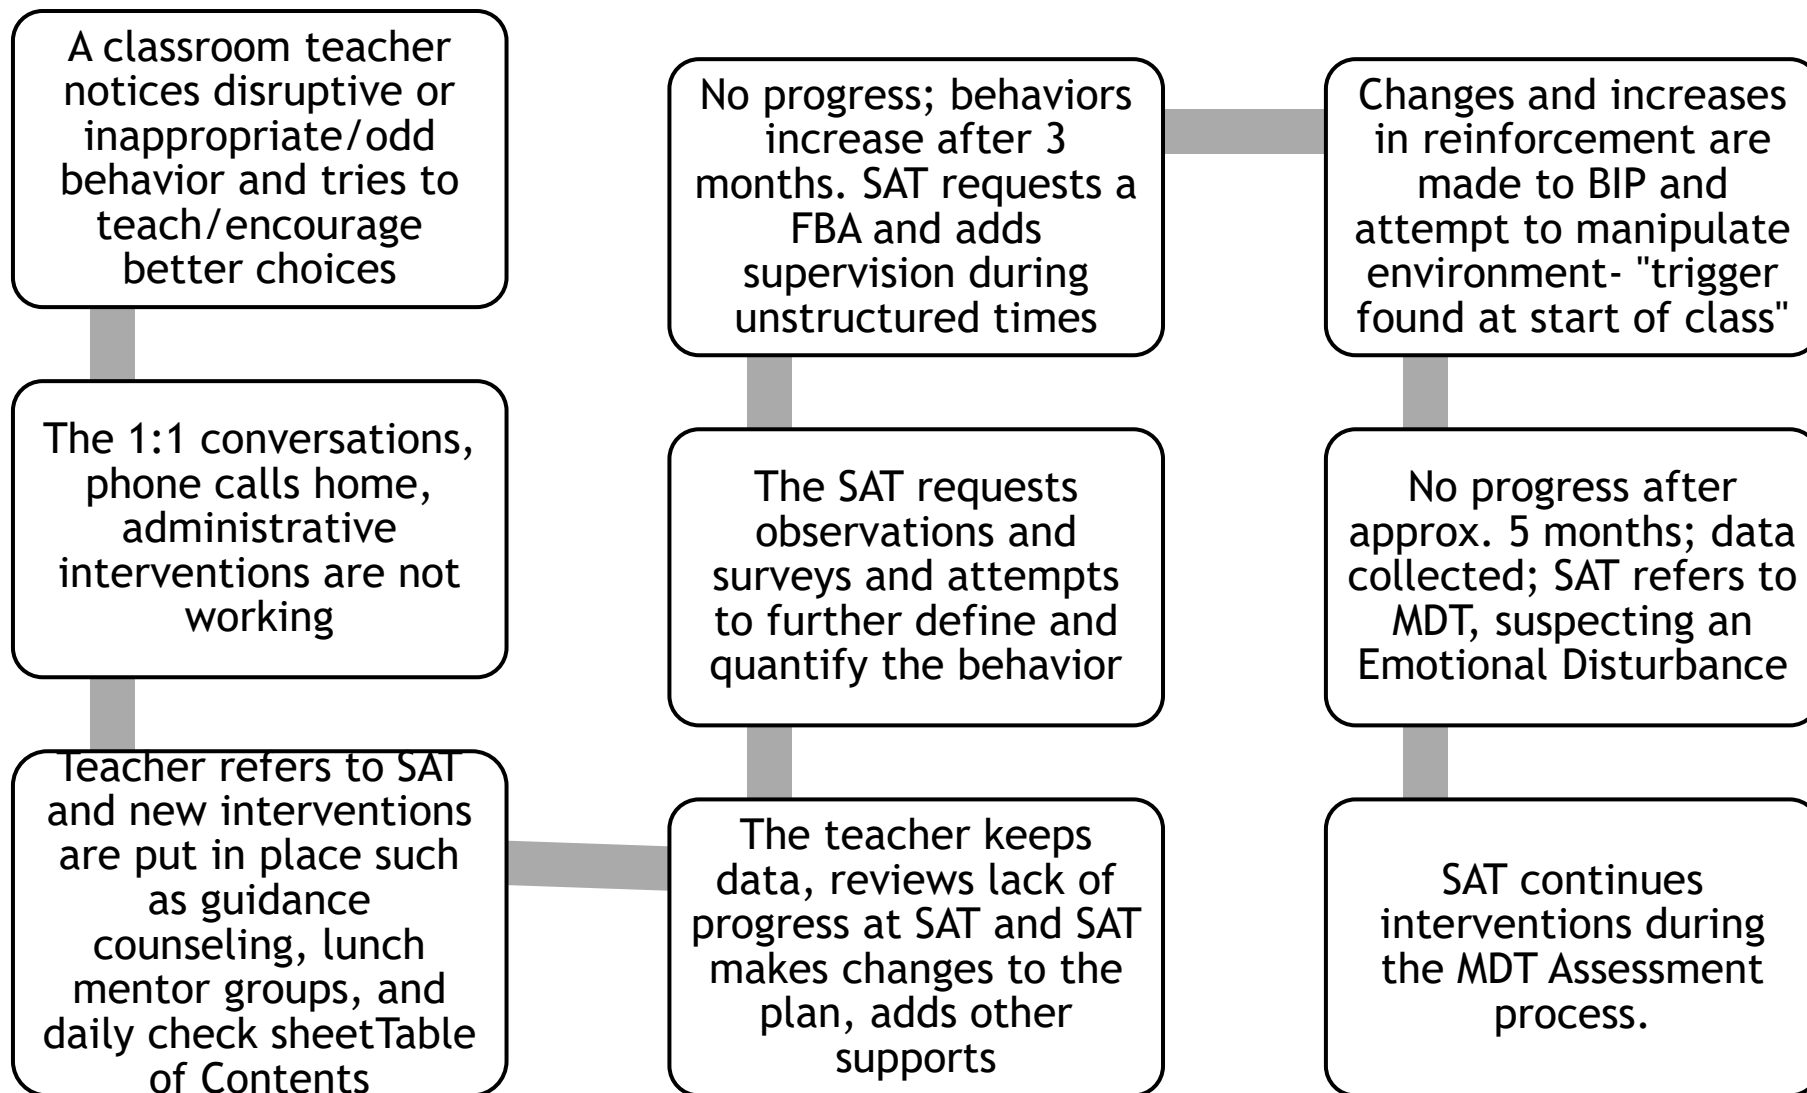 A classroom teacher
notices disruptive or
inappropriate/odd
behavior and tries to
teach/encourage
better choices
The 1:1 conversations,
phone calls home,
administrative
interventions are not
working
Teacher refers to SAT
and new interventions
are put in place such
as guidance
counseling, lunch
mentor groups, and
daily check sheetTable
of Contents
The teacher keeps
data, reviews lack of
progress at SAT and SAT
makes changes to the
plan, adds other
supports
The SAT requests
observations and
surveys and attempts
to further define and
quantify the behavior
No progress; behaviors
increase after 3
months. SAT requests a
FBA and adds
supervision during
unstructured times
Changes and increases
in reinforcement are
made to BIP and
attempt to manipulate
environment- "trigger
found at start of class"
No progress after
approx. 5 months; data
collected; SAT refers to
MDT, suspecting an
Emotional Disturbance
SAT continues
interventions during
the MDT Assessment
process.